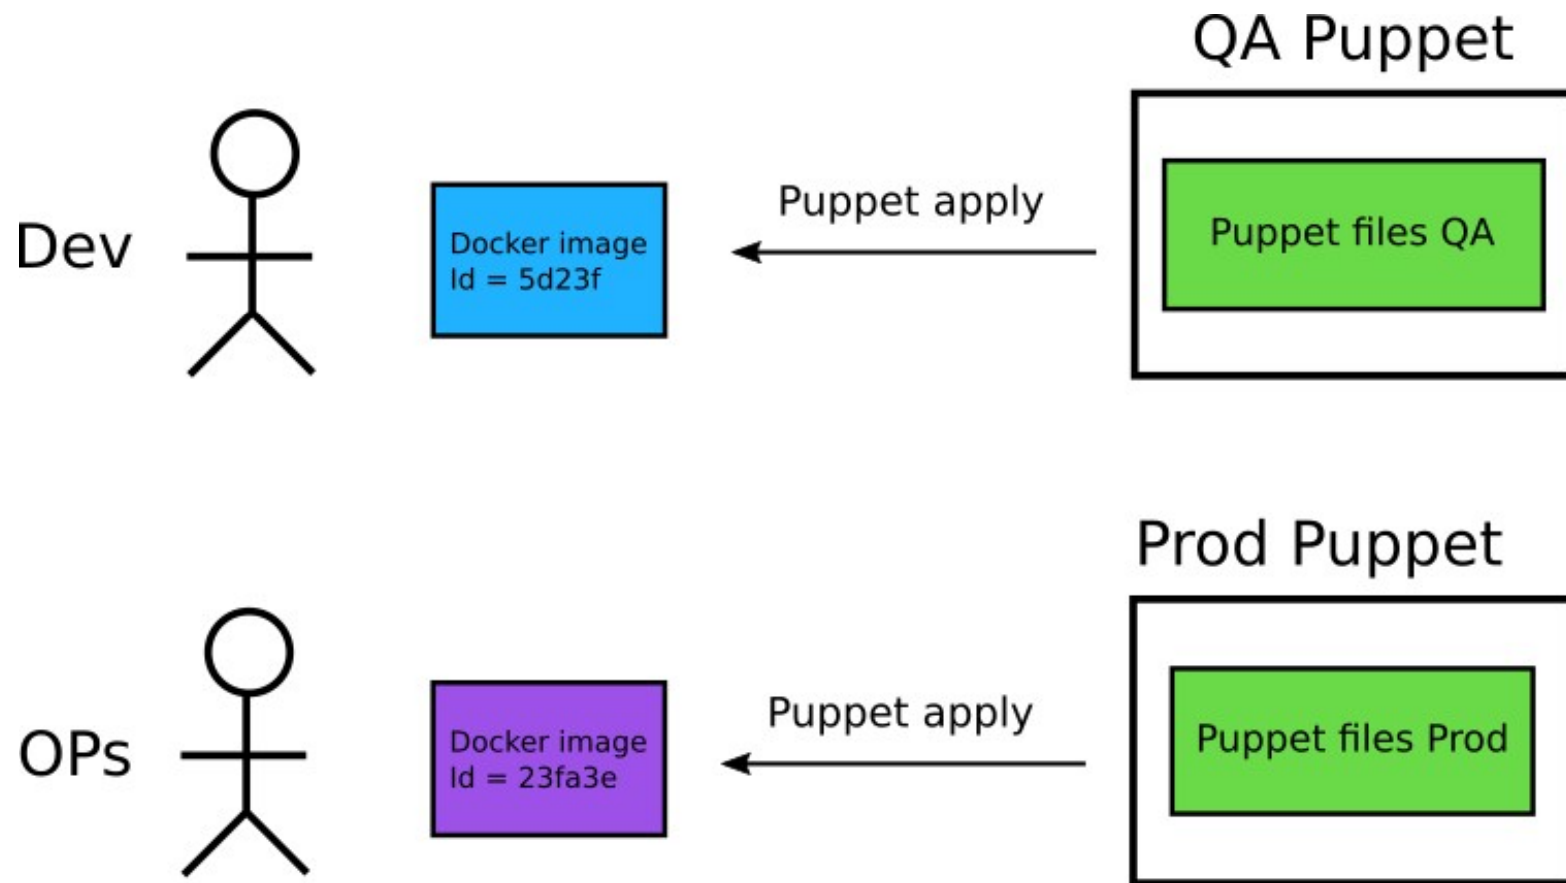 QA Puppet
Dev
Docker image
Id = 5d23f
Puppet apply
Puppet files QA
Prod Puppet
OPs
Docker image
Id = 23fa3e
Puppet apply
Puppet files Prod